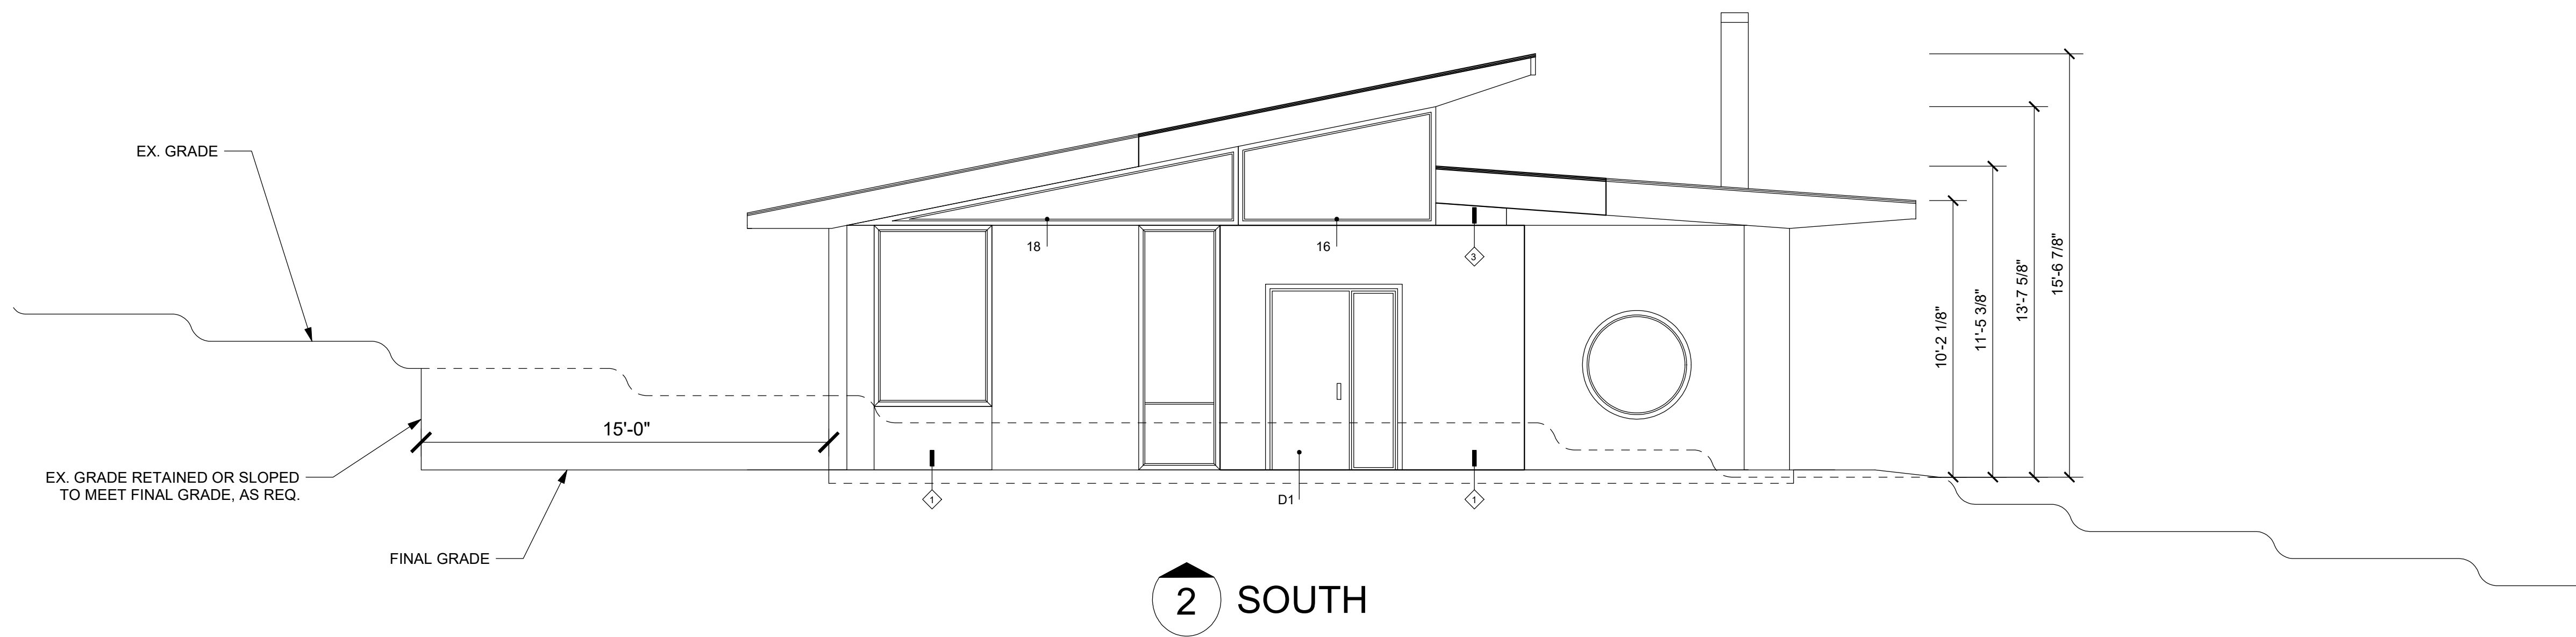 EX. GRADE
18
16
3
10'-2 1/8"
11'-5 3/8"
13'-7 5/8"
15'-6 7/8"
15'-0"
EX. GRADE RETAINED OR SLOPED
TO MEET FINAL GRADE, AS REQ.
1
D1
1
FINAL GRADE
2 SOUTH